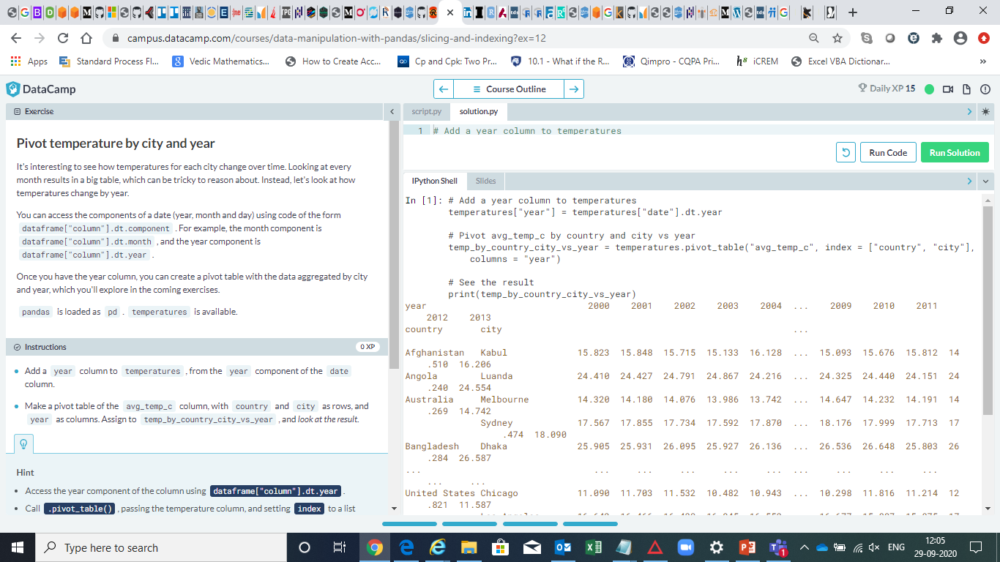 campus.datacamp.com/courses/data-manipulation-with-pandas/slicing-and-indexing?ex=12
Apps Standard Process Fl... Vedic Mathematics... How to Create Acc... Cp and Cpk: Two Pr... 10.1 - What if the R... Qimpro - CQPA Pri... iCREM Excel VBA Dictionar... »
DataCamp
Course Outline
Daily XP 15
Exercise
Pivot temperature by city and year
It's interesting to see how temperatures for each city change over time. Looking at every
month results in a big table, which can be tricky to reason about. Instead, let's look at how
temperatures change by year.
You can access the components of a date (year, month and day) using code of the form
dataframe["column"].dt.component . For example, the month component is
dataframe["column"].dt.month , and the year component is
dataframe["column"].dt.year .
Once you have the year column, you can create a pivot table with the data aggregated by city
and year, which you'll explore in the coming exercises.
pandas is loaded as pd . temperatures is available.
Instructions 0 XP
Add a year column to temperatures , from the year component of the date
column.
Make a pivot table of the avg_temp_c column, with country and city as rows, and
year as columns. Assign to temp_by_country_city_vs_year , and look at the result.
Hint
• Access the year component of the column using dataframe["column"].dt.year .
• Call .pivot_table() , passing the temperature column, and setting index to a list
script.py solution.py
1 # Add a year column to temperatures
Run Code Run Solution
IPython Shell Slides
In [1]: # Add a year column to temperatures
temperatures["year"] = temperatures["date"].dt.year
# Pivot avg_temp_c by country and city vs year
temp_by_country_city_vs_year = temperatures.pivot_table("avg_temp_c", index = ["country", "city"],
columns = "year")
# See the result
print(temp_by_country_city_vs_year)
year 2000 2001 2002 2003 2004 ... 2009 2010 2011
2012 2013
country city ...
Afghanistan Kabul 15.823 15.848 15.715 15.133 16.128 ... 15.093 15.676 15.812 14
.510 16.206
Angola Luanda 24.410 24.427 24.791 24.867 24.216 ... 24.325 24.440 24.151 24
.240 24.554
Australia Melbourne 14.320 14.180 14.076 13.986 13.742 ... 14.647 14.232 14.191 14
.269 14.742
Sydney 17.567 17.855 17.734 17.592 17.870 ... 18.176 17.999 17.713 17
.474 18.090
Bangladesh Dhaka 25.905 25.931 26.095 25.927 26.136 ... 26.536 26.648 25.803 26
.284 26.587
... ... ... ... ... ... ... ... ... ...
... ...
United States Chicago 11.090 11.703 11.532 10.482 10.943 ... 10.298 11.816 11.214 12
.821 11.587
Type here to search
ENG
12:05
29-09-2020